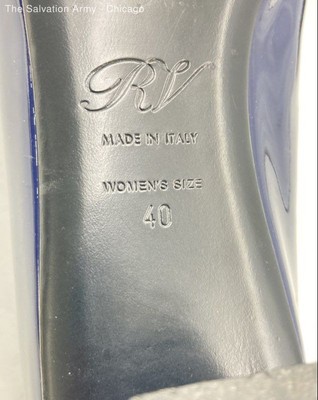 The Salvation Army - Chicago
RV
MADE IN ITALY
WOMEN'S SIZE
40